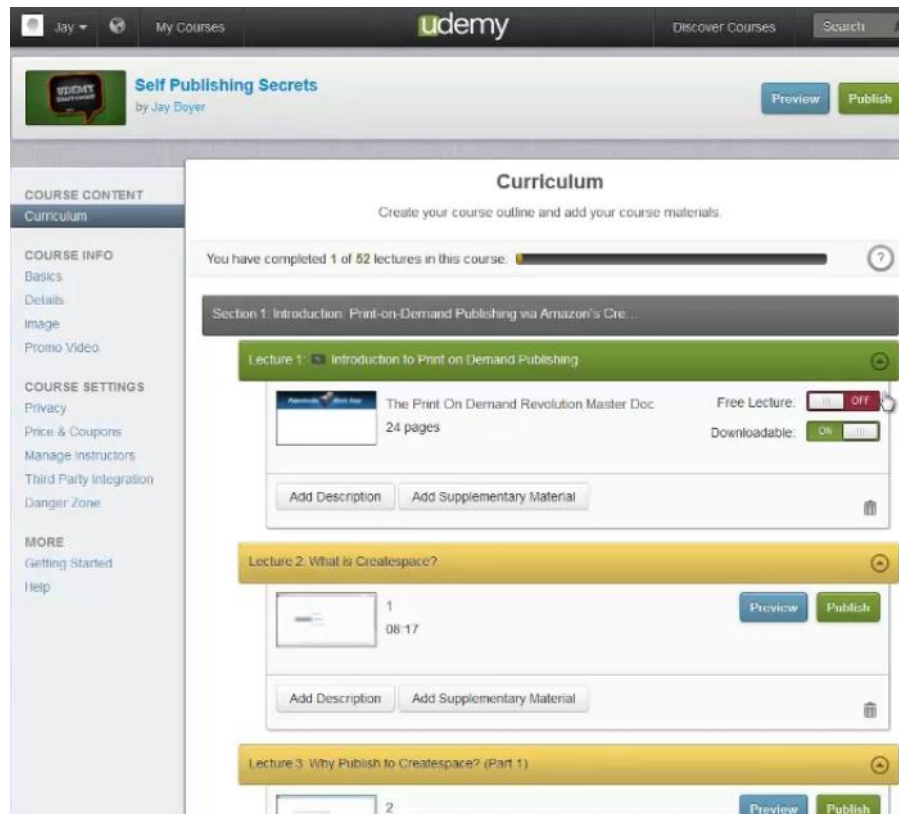 Jay
My Courses
udemy
Discover Courses
Search
UDEMY
Self Publishing Secrets
by Jay Boyer
Preview
Publish
COURSE CONTENT
Curriculum
COURSE INFO
Basics
Details
Image
Promo Video
COURSE SETTINGS
Privacy
Price & Coupons
Manage Instructors
Third Party Integration
Danger Zone
MORE
Getting Started
Help
Curriculum
Create your course outline and add your course materials.
You have completed 1 of 52 lectures in this course.
?
Section 1: Introduction: Print-on-Demand Publishing via Amazon's Cre...
Lecture 1: Introduction to Print on Demand Publishing
The Print On Demand Revolution Master Doc
24 pages
Free Lecture: OFF
Downloadable: ON
Add Description Add Supplementary Material
Lecture 2: What is Createspace?
1
08:17
Preview Publish
Add Description Add Supplementary Material
Lecture 3: Why Publish to Createspace? (Part 1)
2
Preview Publish